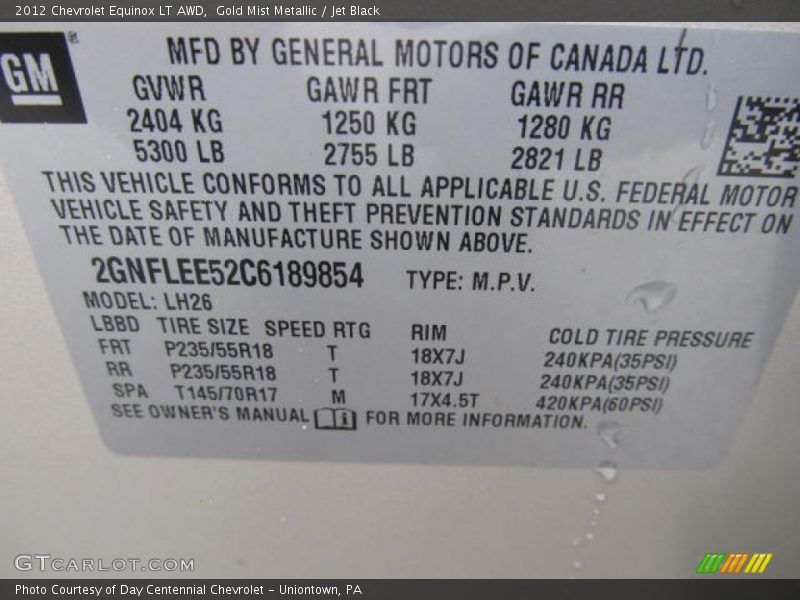 2012 Chevrolet Equinox LT AWD,  Gold Mist Metallic / Jet Black
GM®
MFD BY GENERAL MOTORS OF CANADA LTD.
GVWR GAWR FRT GAWR RR
2404 KG 1250 KG 1280 KG
5300 LB 2755 LB 2821 LB
THIS VEHICLE CONFORMS TO ALL APPLICABLE U.S. FEDERAL MOTOR
VEHICLE SAFETY AND THEFT PREVENTION STANDARDS IN EFFECT ON
THE DATE OF MANUFACTURE SHOWN ABOVE.
2GNFLEE52C6189854 TYPE: M.P.V.
MODEL: LH26
LBBD TIRE SIZE SPEED RTG RIM COLD TIRE PRESSURE
FRT P235/55R18 T 18X7J 240KPA(35PSI)
RR P235/55R18 T 18X7J 240KPA(35PSI)
SPA T145/70R17 M 17X4.5T 420KPA(60PSI)
SEE OWNER'S MANUAL i FOR MORE INFORMATION.
GTCARLOT.COM
Photo Courtesy of Day Centennial Chevrolet - Uniontown, PA